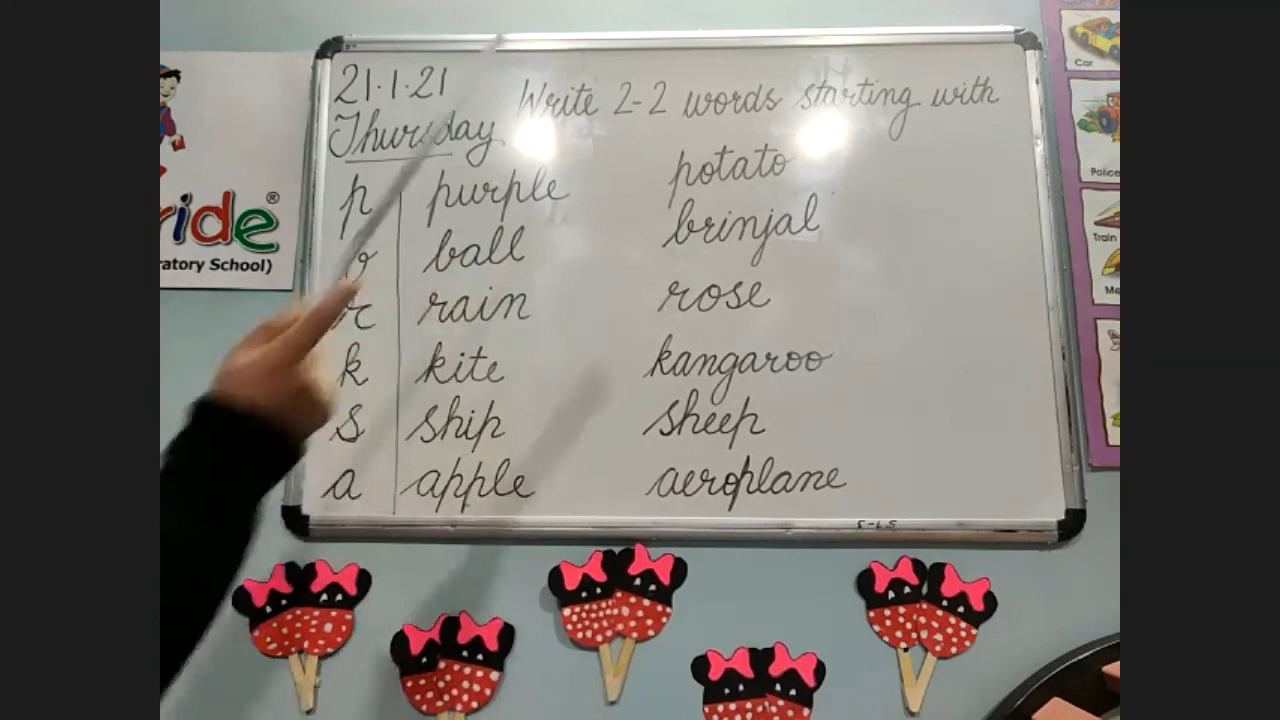 21.1.21
Thursday
Write 2-2 words starting with
p purple potato
b ball brinjal
r rain rose
k kite kangaroo
s ship sheep
a apple aeroplane
ride®
ratory School)
Car
Police
Train
Me